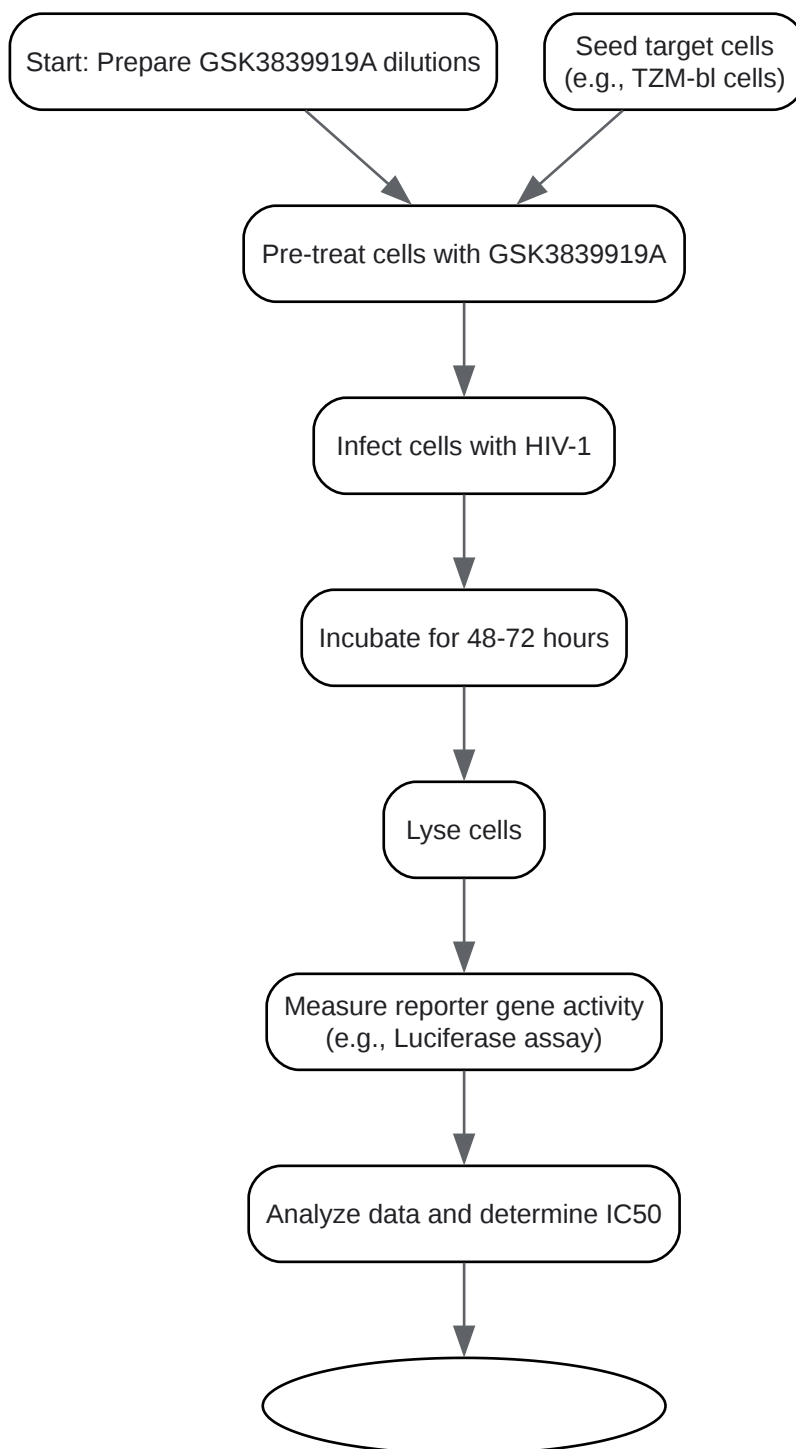 Start: Prepare GSK3839919A dilutions
Seed target cells
(e.g., TZM-bl cells)
Pre-treat cells with GSK3839919A
Infect cells with HIV-1
Incubate for 48-72 hours
Lyse cells
Measure reporter gene activity
(e.g., Luciferase assay)
Analyze data and determine IC50